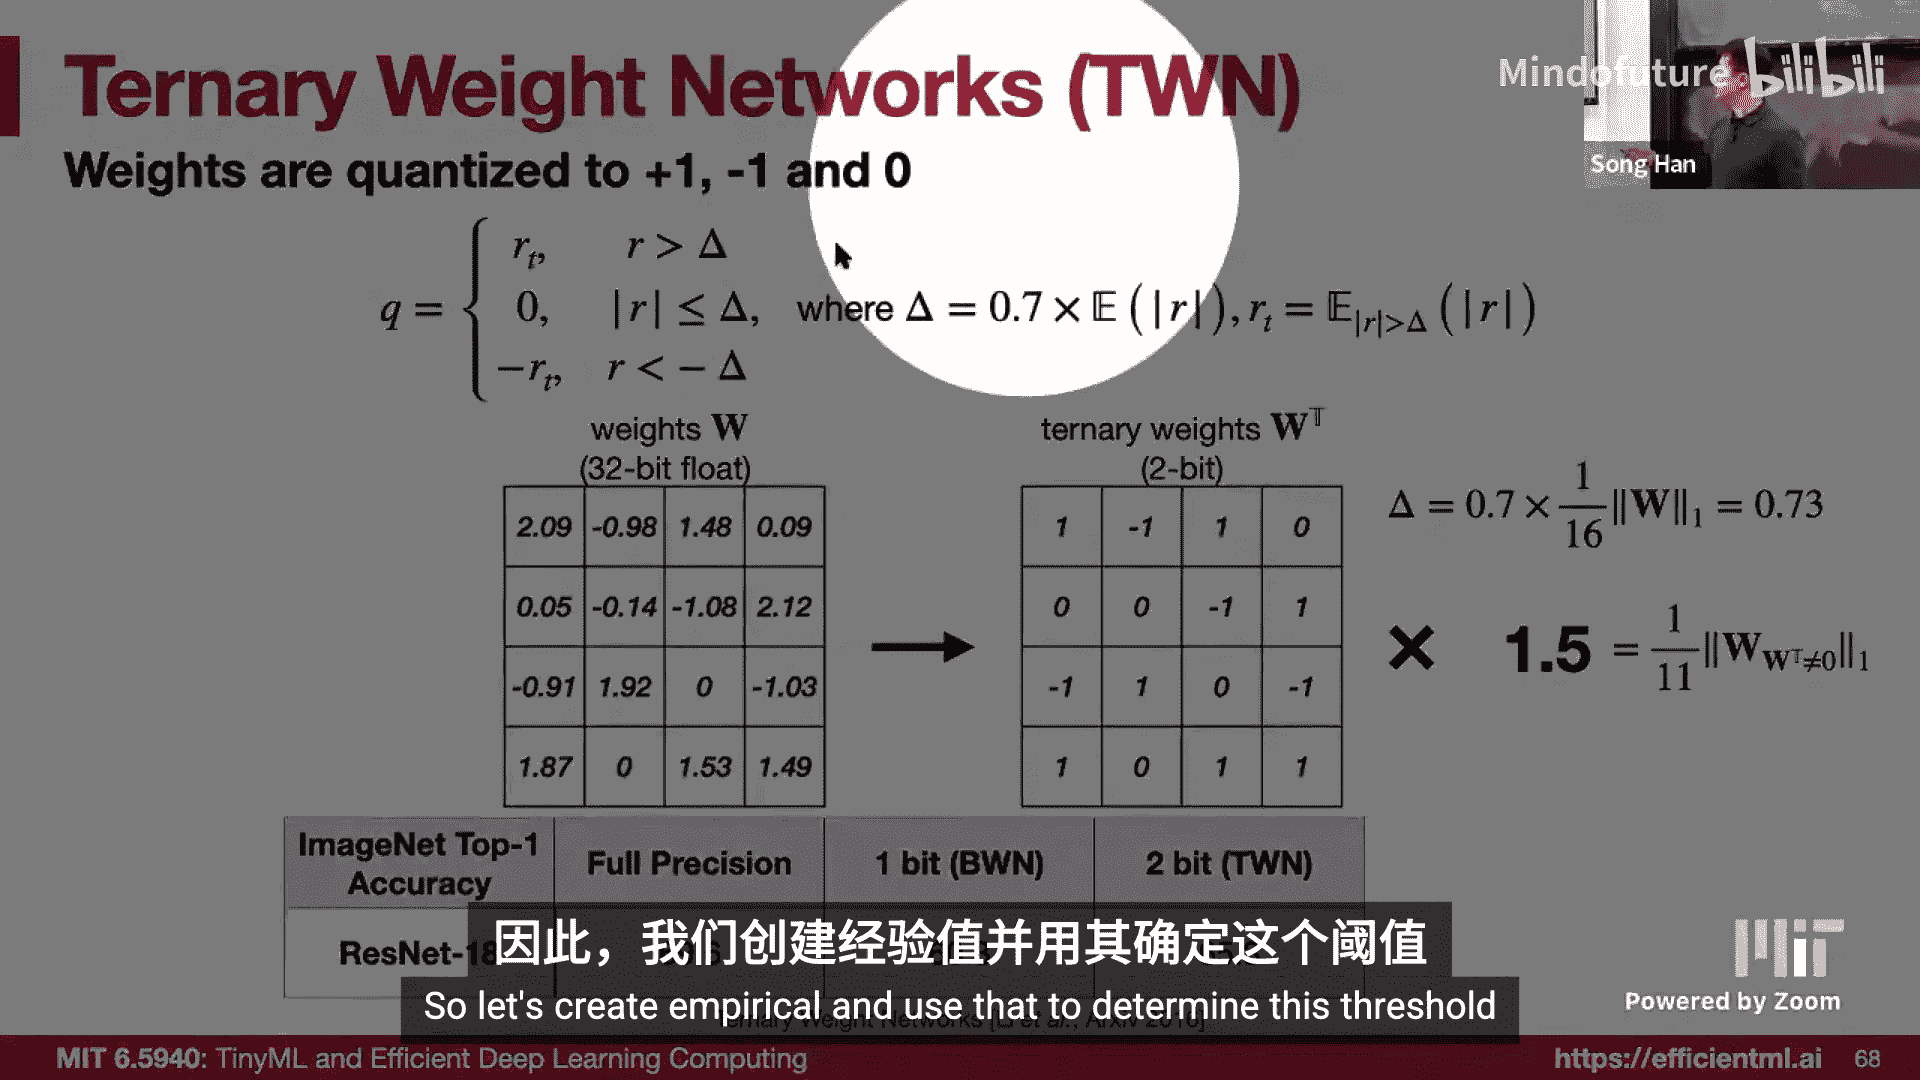 Ternary Weight Networks (TWN)
Mindofuture
bilibili
Song Han
Weights are quantized to +1, -1 and 0
q = { r_t, r > Δ
0, |r| ≤ Δ, where Δ = 0.7 × 𝔼 (|r|), r_t = 𝔼_{|r|>Δ} (|r|)
−r_t, r < − Δ
weights W
(32-bit float)
2.09 -0.98 1.48 0.09
0.05 -0.14 -1.08 2.12
-0.91 1.92 0 -1.03
1.87 0 1.53 1.49
ternary weights W^𝕋
(2-bit)
1 -1 1 0
0 0 -1 1
-1 1 0 -1
1 0 1 1
Δ = 0.7 × 1/16 ‖W‖₁ = 0.73
× 1.5 = 1/11 ‖W_{W^𝕋≠0}‖₁
ImageNet Top-1 Accuracy Full Precision 1 bit (BWN) 2 bit (TWN)
ResNet-18
因此，我们创建经验值并用其确定这个阈值
So let's create empirical and use that to determine this threshold
MIT
Powered by Zoom
MIT 6.5940: TinyML and Efficient Deep Learning Computing
https://efficientml.ai 68